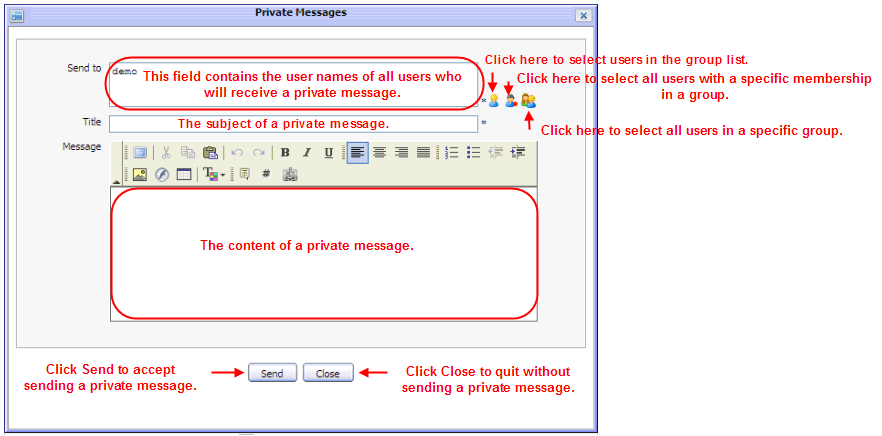 Private Messages
Send to
demo
This field contains the user names of all users who
will receive a private message.
*
Click here to select users in the group list.
Click here to select all users with a specific membership
in a group.
Click here to select all users in a specific group.
Title
The subject of a private message.
*
Message
B I U
T
#
The content of a private message.
Click Send to accept
sending a private message.
Send
Close
Click Close to quit without
sending a private message.